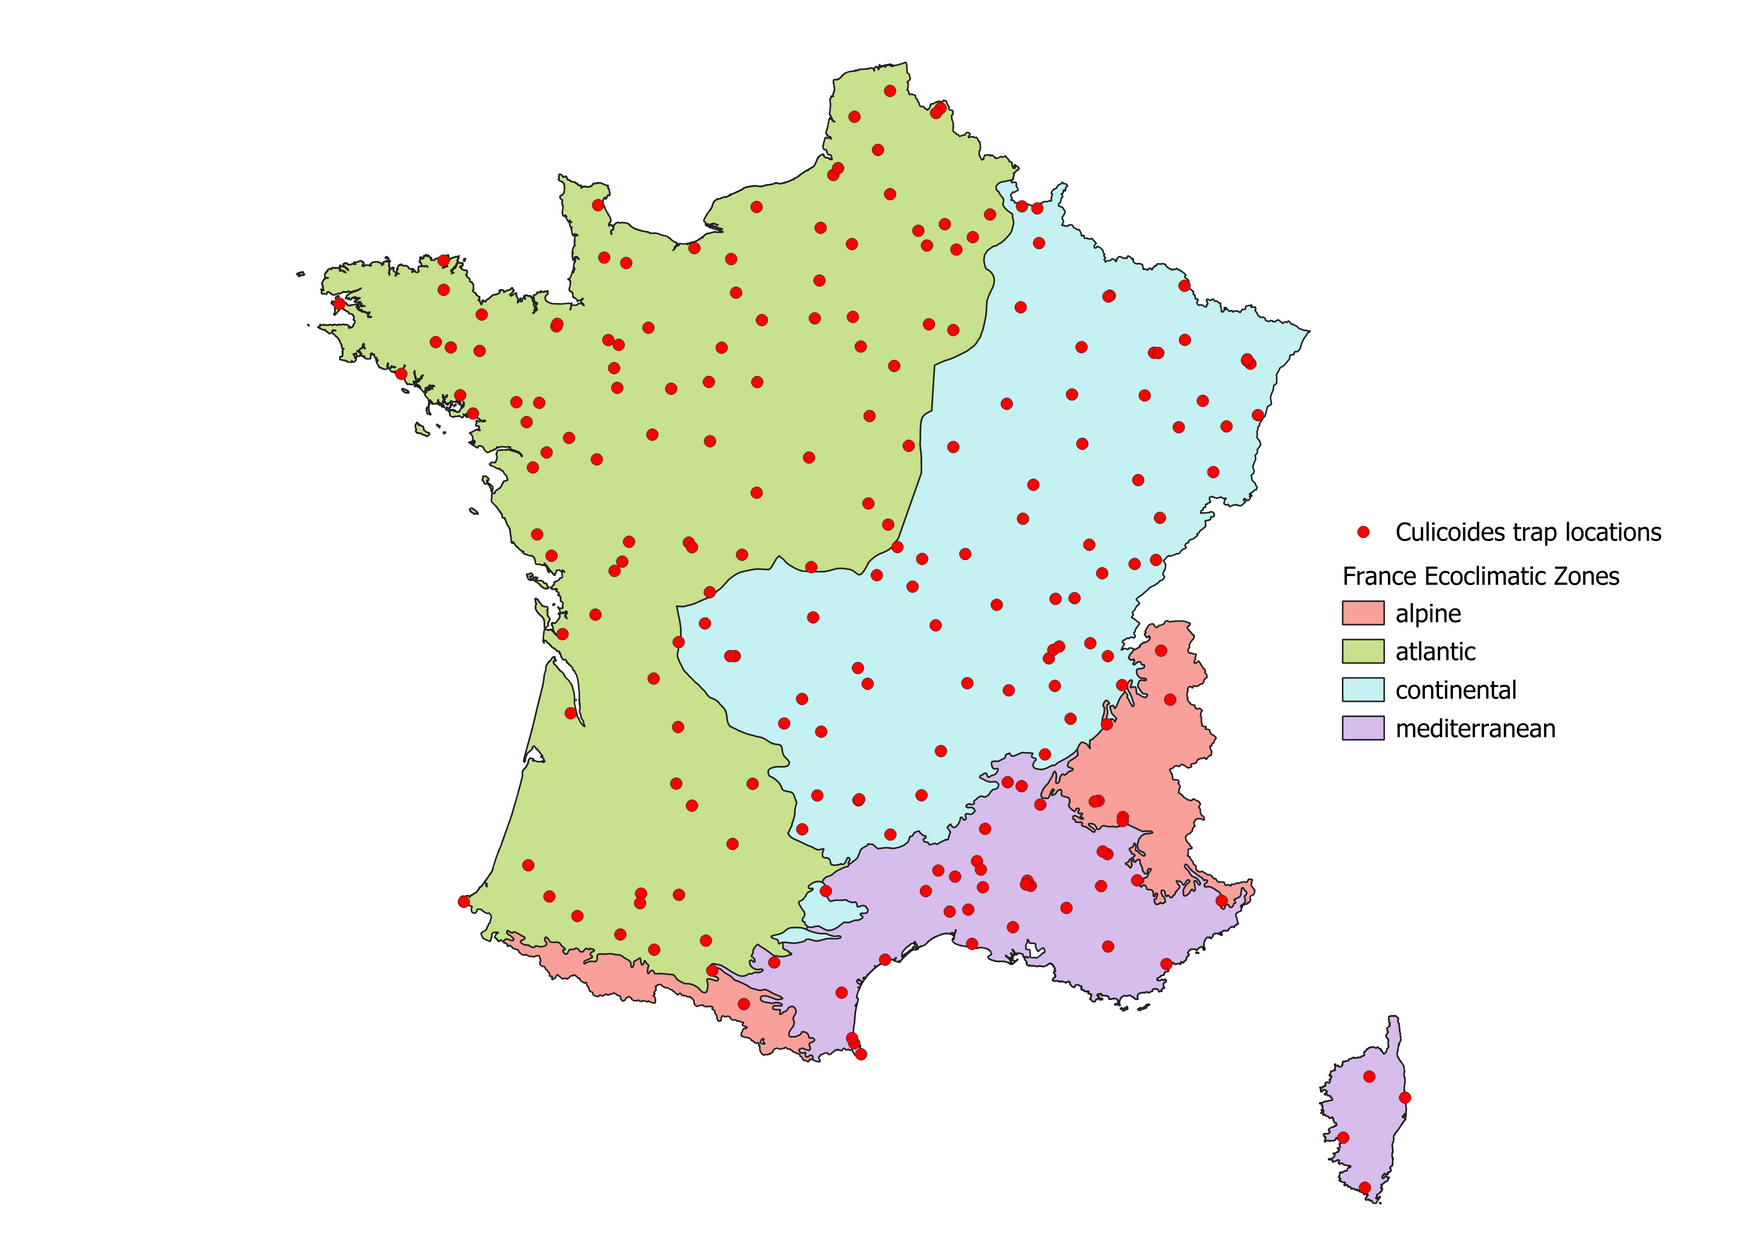 Culicoides trap locations
France Ecoclimatic Zones
alpine
atlantic
continental
mediterranean